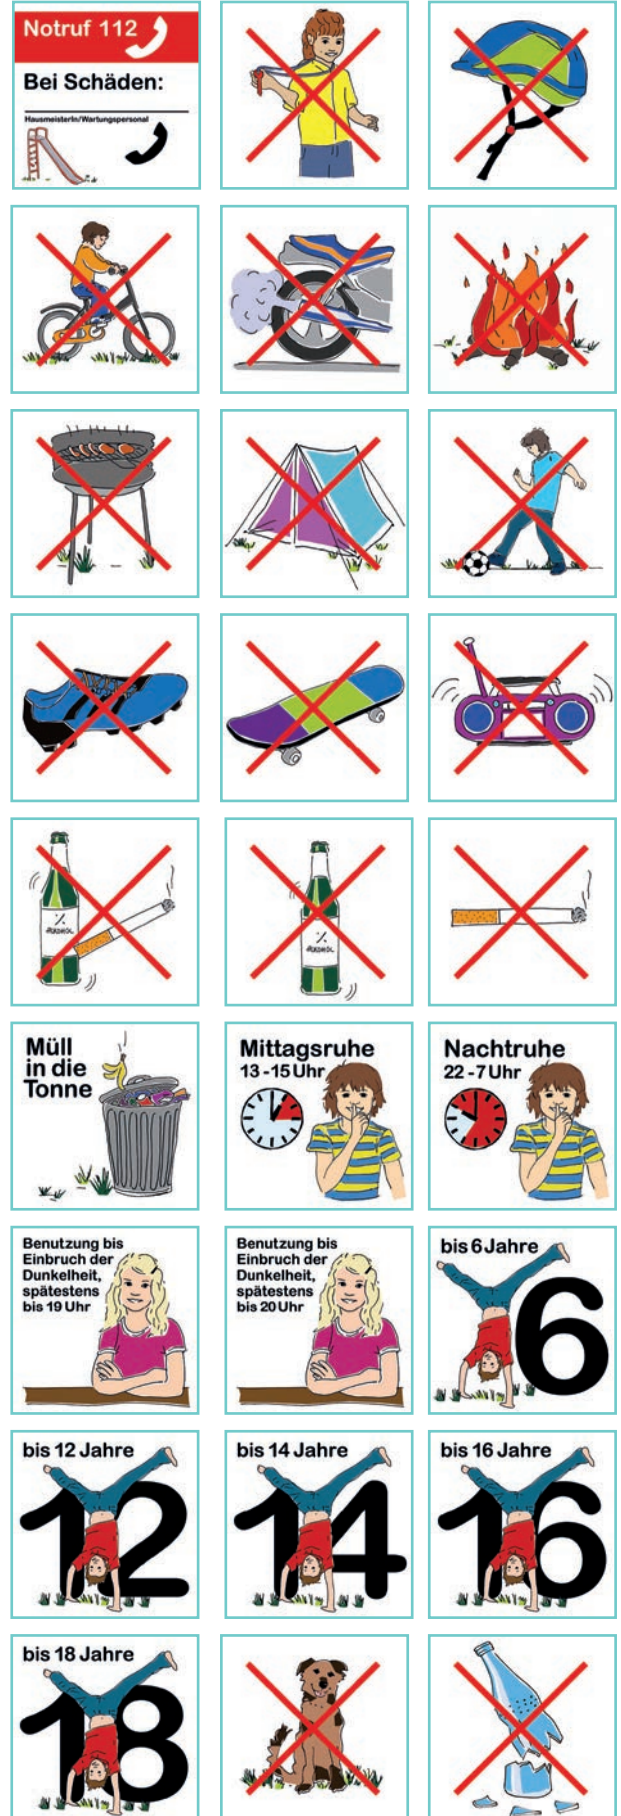 Notruf 112
Bei Schäden:
HausmeisterIn/Wartungspersonal
%
ALKOHOL
%
ALKOHOL
Müll
in die
Tonne
Mittagsruhe
13 - 15 Uhr
Nachtruhe
22 - 7 Uhr
Benutzung bis
Einbruch der
Dunkelheit,
spätestens
bis 19 Uhr
Benutzung bis
Einbruch der
Dunkelheit,
spätestens
bis 20 Uhr
bis 6 Jahre
6
bis 12 Jahre
12
bis 14 Jahre
14
bis 16 Jahre
16
bis 18 Jahre
18